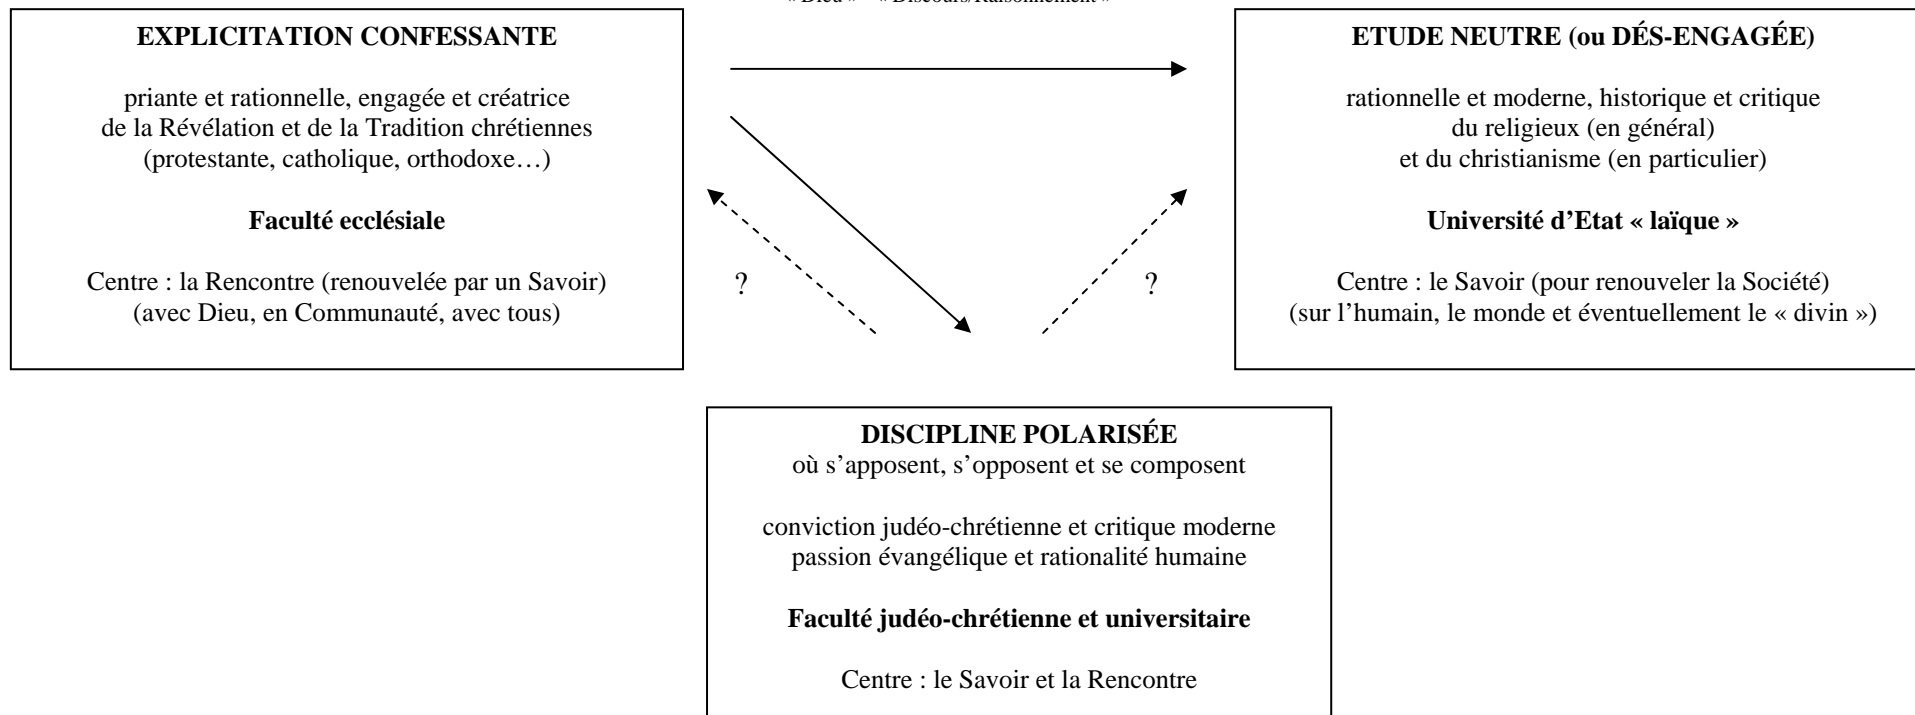 « Dieu » « Discours/Raisonnement »
EXPLICITATION CONFESSANTE
priante et rationnelle, engagée et créatrice
de la Révélation et de la Tradition chrétiennes
(protestante, catholique, orthodoxe…)
Faculté ecclésiale
Centre : la Rencontre (renouvelée par un Savoir)
(avec Dieu, en Communauté, avec tous)
?
?
ETUDE NEUTRE (ou DÉS-ENGAGÉE)
rationnelle et moderne, historique et critique
du religieux (en général)
et du christianisme (en particulier)
Université d’Etat « laïque »
Centre : le Savoir (pour renouveler la Société)
(sur l’humain, le monde et éventuellement le « divin »)
DISCIPLINE POLARISÉE
où s’apposent, s’opposent et se composent
conviction judéo-chrétienne et critique moderne
passion évangélique et rationalité humaine
Faculté judéo-chrétienne et universitaire
Centre : le Savoir et la Rencontre